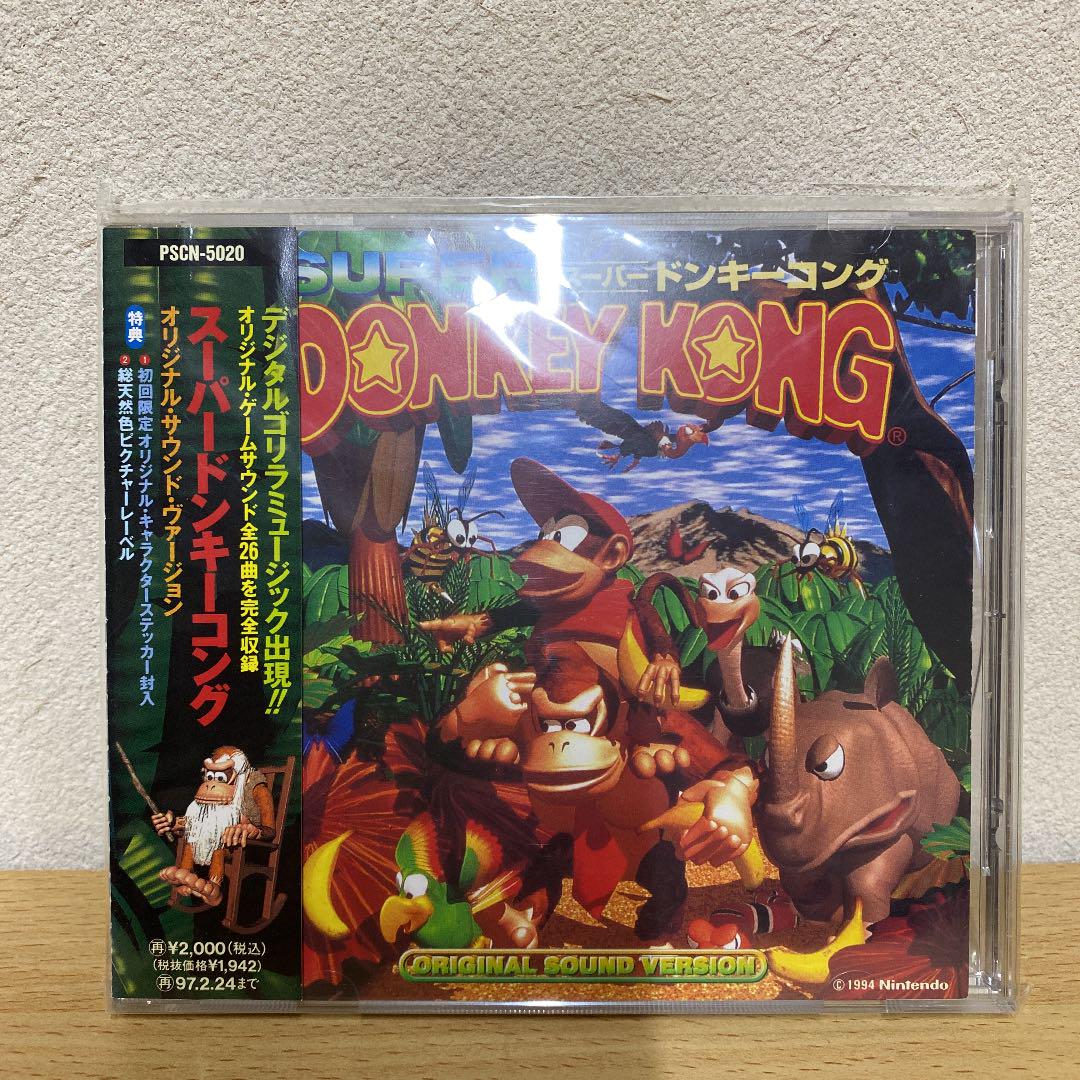 PSCN-5020
デジタルゴリラミュージック出現!!
オリジナル・ゲームサウンド全26曲を完全収録
スーパードンキーコング
オリジナル・サウンド・ヴァージョン
特典
1 初回限定オリジナル・キャラクターステッカー封入
2 総天然色ピクチャーレーベル
再¥2,000(税込)
(税抜価格¥1,942)
再97.2.24まで
SUPER
スーパードンキーコング
DONKEY KONG®
ORIGINAL SOUND VERSION
©1994 Nintendo